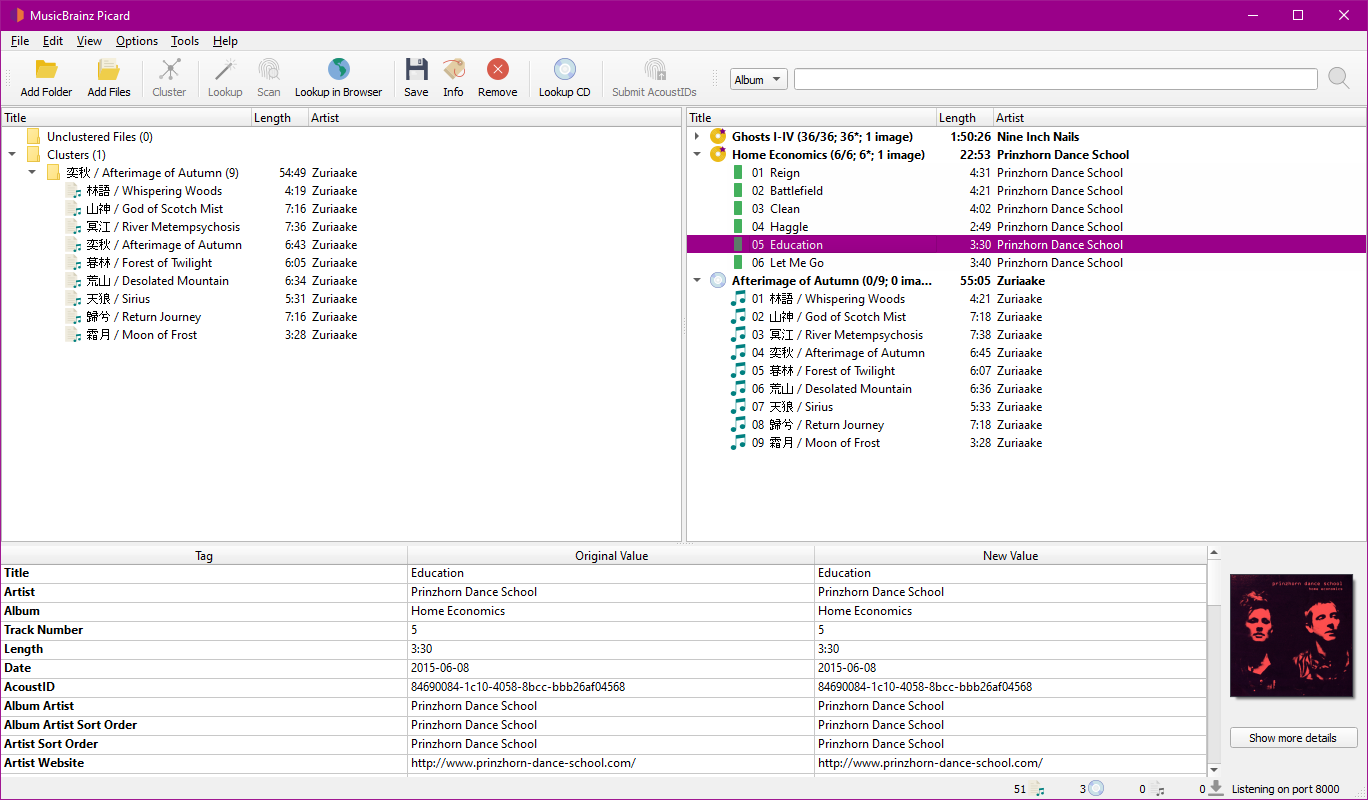 MusicBrainz Picard
File Edit View Options Tools Help
Add Folder Add Files Cluster Lookup Scan Lookup in Browser Save Info Remove Lookup CD Submit AcoustIDs Album
Title Length Artist
Unclustered Files (0)
Clusters (1)
奕秋 / Afterimage of Autumn (9) 54:49 Zuriaake
林語 / Whispering Woods 4:19 Zuriaake
山神 / God of Scotch Mist 7:16 Zuriaake
冥江 / River Metempsychosis 7:36 Zuriaake
奕秋 / Afterimage of Autumn 6:43 Zuriaake
暮林 / Forest of Twilight 6:05 Zuriaake
荒山 / Desolated Mountain 6:34 Zuriaake
天狼 / Sirius 5:31 Zuriaake
歸兮 / Return Journey 7:16 Zuriaake
霜月 / Moon of Frost 3:28 Zuriaake
Title Length Artist
Ghosts I-IV (36/36; 36*; 1 image) 1:50:26 Nine Inch Nails
Home Economics (6/6; 6*; 1 image) 22:53 Prinzhorn Dance School
01 Reign 4:31 Prinzhorn Dance School
02 Battlefield 4:21 Prinzhorn Dance School
03 Clean 4:02 Prinzhorn Dance School
04 Haggle 2:49 Prinzhorn Dance School
05 Education 3:30 Prinzhorn Dance School
06 Let Me Go 3:40 Prinzhorn Dance School
Afterimage of Autumn (0/9; 0 ima... 55:05 Zuriaake
01 林語 / Whispering Woods 4:21 Zuriaake
02 山神 / God of Scotch Mist 7:18 Zuriaake
03 冥江 / River Metempsychosis 7:38 Zuriaake
04 奕秋 / Afterimage of Autumn 6:45 Zuriaake
05 暮林 / Forest of Twilight 6:07 Zuriaake
06 荒山 / Desolated Mountain 6:36 Zuriaake
07 天狼 / Sirius 5:33 Zuriaake
08 歸兮 / Return Journey 7:18 Zuriaake
09 霜月 / Moon of Frost 3:28 Zuriaake
Tag Original Value New Value
Title Education Education
Artist Prinzhorn Dance School Prinzhorn Dance School
Album Home Economics Home Economics
Track Number 5 5
Length 3:30 3:30
Date 2015-06-08 2015-06-08
AcoustID 84690084-1c10-4058-8bcc-bbb26af04568 84690084-1c10-4058-8bcc-bbb26af04568
Album Artist Prinzhorn Dance School Prinzhorn Dance School
Album Artist Sort Order Prinzhorn Dance School Prinzhorn Dance School
Artist Sort Order Prinzhorn Dance School Prinzhorn Dance School
Artist Website http://www.prinzhorn-dance-school.com/ http://www.prinzhorn-dance-school.com/
prinzhorn dance school
home economics
Show more details
51 3 0 0 Listening on port 8000